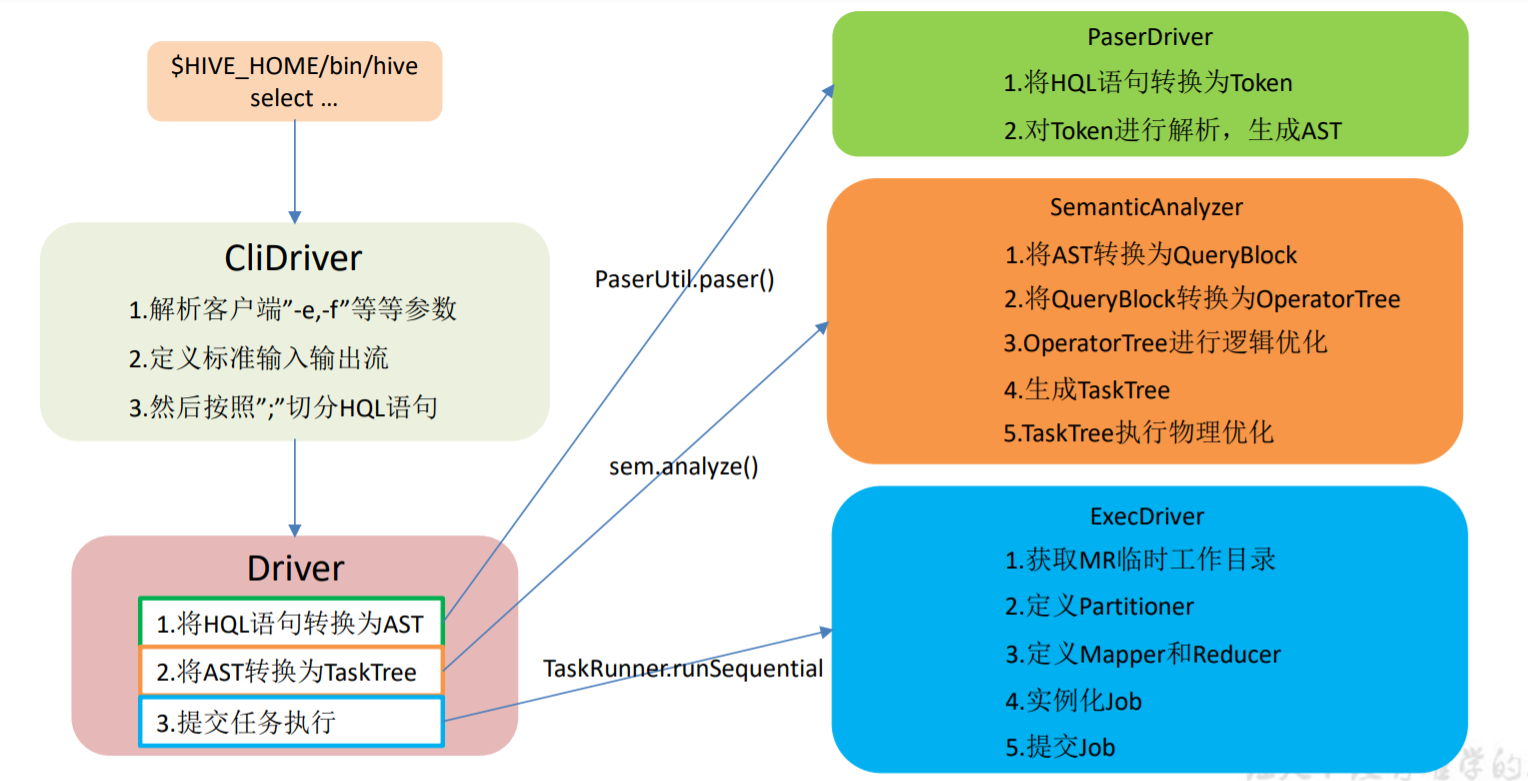 $HIVE_HOME/bin/hive
select ...
CliDriver
1.解析客户端”-e,-f”等等参数
2.定义标准输入输出流
3.然后按照”;”切分HQL语句
Driver
1.将HQL语句转换为AST
2.将AST转换为TaskTree
3.提交任务执行
PaserUtil.paser()
sem.analyze()
TaskRunner.runSequential
PaserDriver
1.将HQL语句转换为Token
2.对Token进行解析，生成AST
SemanticAnalyzer
1.将AST转换为QueryBlock
2.将QueryBlock转换为OperatorTree
3.OperatorTree进行逻辑优化
4.生成TaskTree
5.TaskTree执行物理优化
ExecDriver
1.获取MR临时工作目录
2.定义Partitioner
3.定义Mapper和Reducer
4.实例化Job
5.提交Job